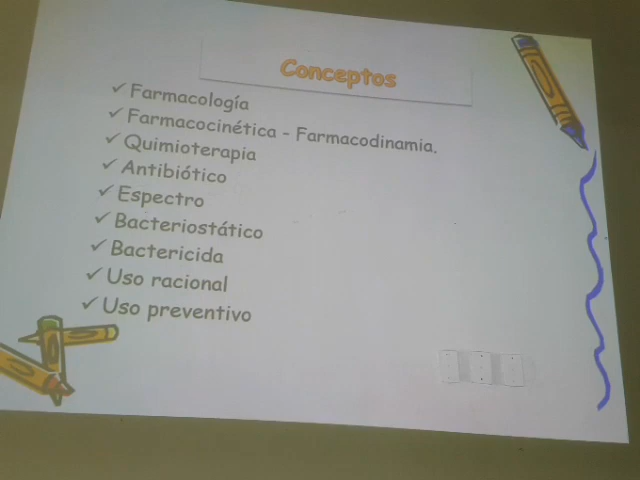 Conceptos
✓ Farmacología
✓ Farmacocinética - Farmacodinamia.
✓ Quimioterapia
✓ Antibiótico
✓ Espectro
✓ Bacteriostático
✓ Bactericida
✓ Uso racional
✓ Uso preventivo